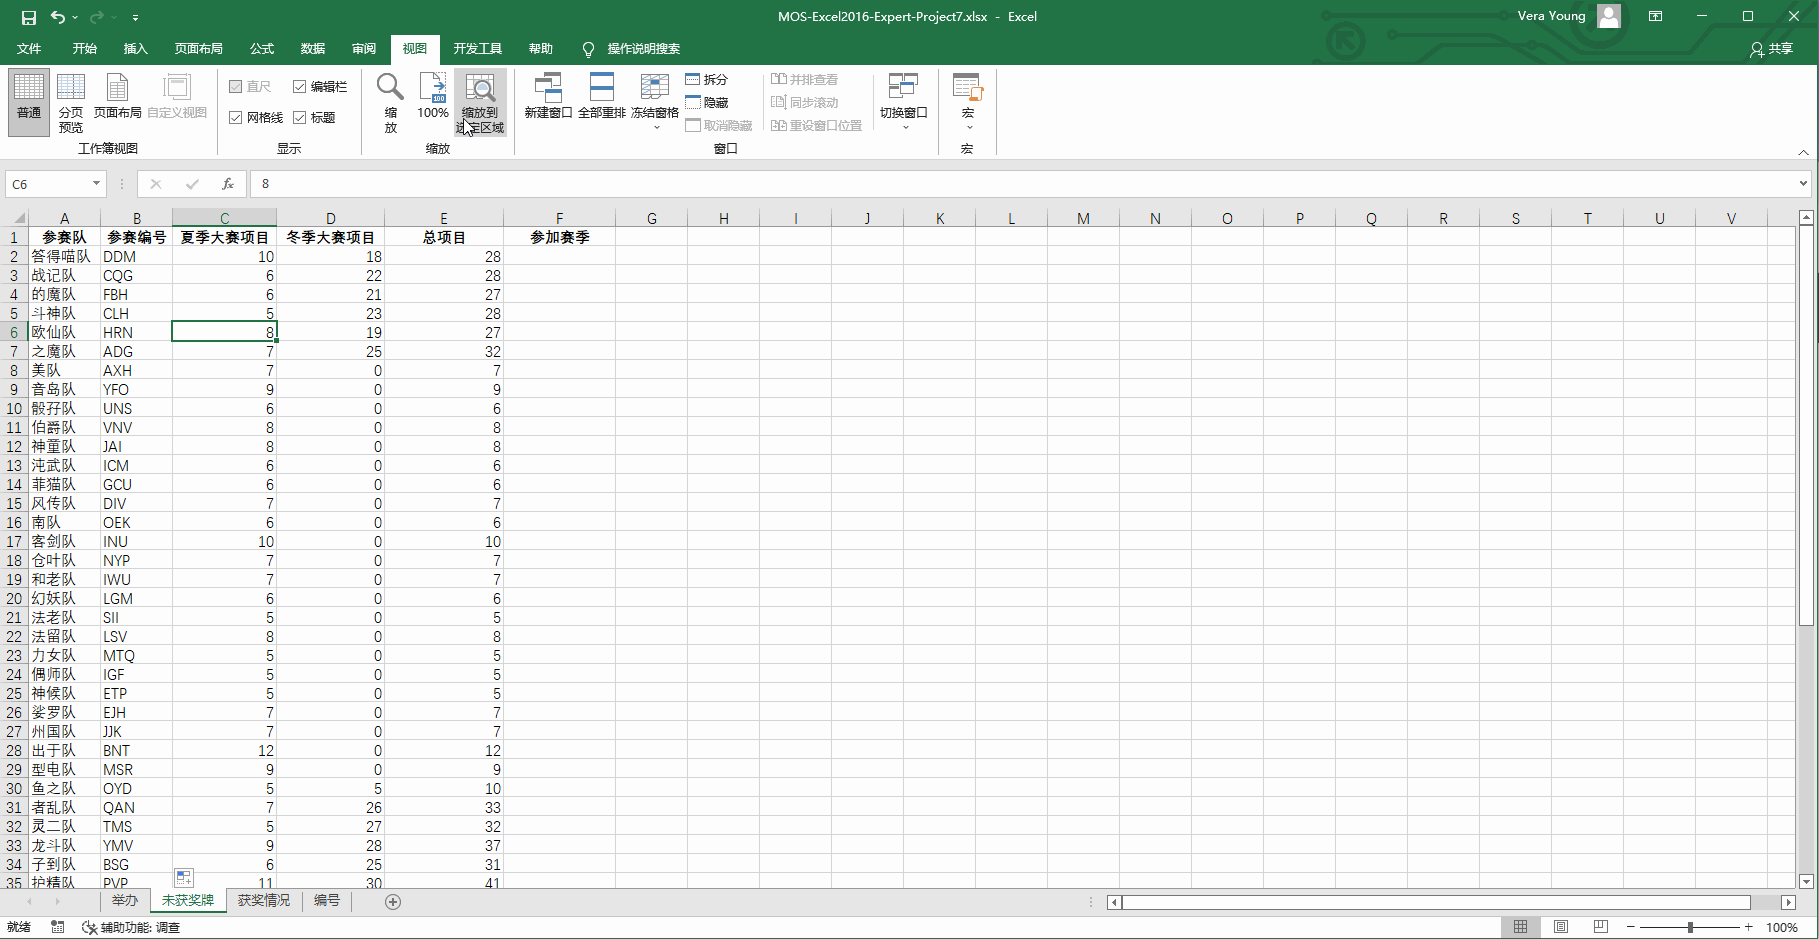 MOS-Excel2016-Expert-Project7.xlsx - Excel
Vera Young
文件 开始 插入 页面布局 公式 数据 审阅 视图 开发工具 帮助 操作说明搜索 共享
普通 分页预览 页面布局 自定义视图
工作簿视图
直尺 编辑栏
网格线 标题
显示
缩放 100% 缩放到选定区域
缩放
新建窗口 全部重排 冻结窗格
拆分
隐藏
取消隐藏
并排查看
同步滚动
重设窗口位置
切换窗口
窗口
宏
宏
C6 fx 8
A B C D E F G H I J K L M N O P Q R S T U V
1 参赛队 参赛编号 夏季大赛项目 冬季大赛项目 总项目 参加赛季
2 答得喵队 DDM 10 18 28
3 战记队 CQG 6 22 28
4 的魔队 FBH 6 21 27
5 斗神队 CLH 5 23 28
6 欧仙队 HRN 8 19 27
7 之魔队 ADG 7 25 32
8 美队 AXH 7 0 7
9 音岛队 YFO 9 0 9
10 骰孖队 UNS 6 0 6
11 伯爵队 VNV 8 0 8
12 神童队 JAI 8 0 8
13 沌武队 ICM 6 0 6
14 菲猫队 GCU 6 0 6
15 风传队 DIV 7 0 7
16 南队 OEK 6 0 6
17 客剑队 INU 10 0 10
18 仓叶队 NYP 7 0 7
19 和老队 IWU 7 0 7
20 幻妖队 LGM 6 0 6
21 法老队 SII 5 0 5
22 法留队 LSV 8 0 8
23 力女队 MTQ 5 0 5
24 偶师队 IGF 5 0 5
25 神候队 ETP 5 0 5
26 娑罗队 EJH 7 0 7
27 州国队 JJK 7 0 7
28 出于队 BNT 12 0 12
29 型电队 MSR 9 0 9
30 鱼之队 OYD 5 5 10
31 者乱队 QAN 7 26 33
32 灵二队 TMS 5 27 32
33 龙斗队 YMV 9 28 37
34 子到队 BSG 6 25 31
35 护精队 PVP 11 30 41
举办 未获奖牌 获奖情况 编号
就绪 辅助功能: 调查 100%